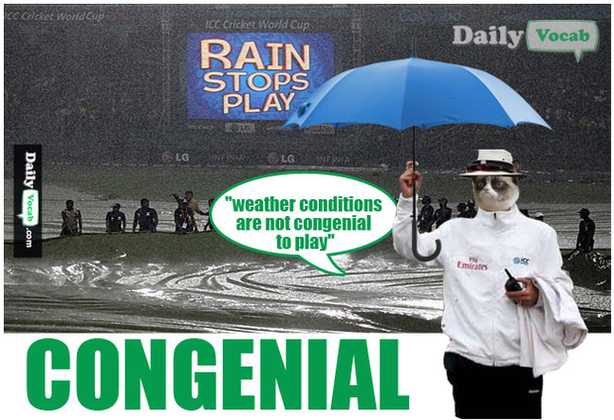 ICC Cricket World Cup
ICC Cricket World Cup
Daily Vocab
RAIN
STOPS
PLAY
LG
LG
Daily Vocab .com
"weather conditions
are not congenial
to play"
Fly
Emirates
ICC
CONGENIAL